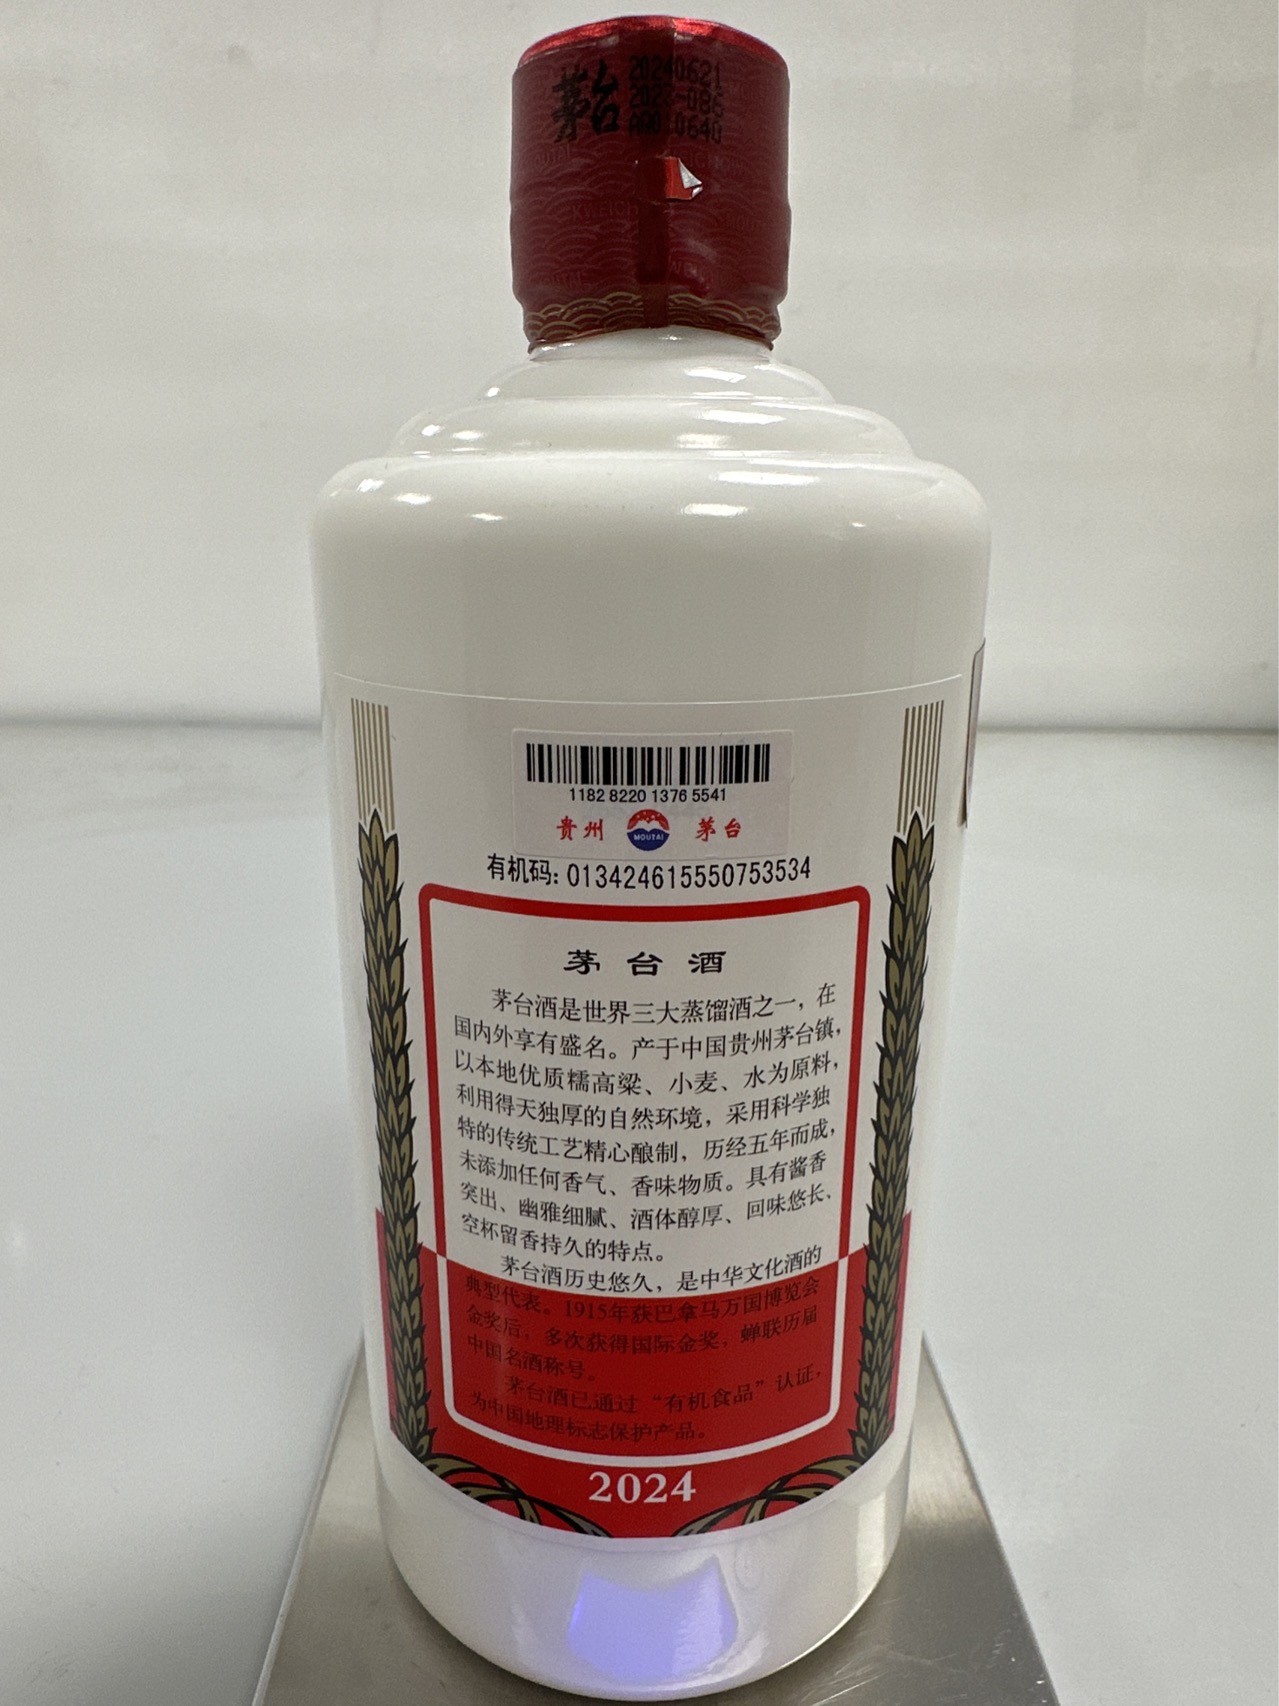 茅台
20240621
贵州 MOUTAI 茅台
1182 8220 1376 5541
有机码:013424615550753534
茅台酒
茅台酒是世界三大蒸馏酒之一，在
国内外享有盛名。产于中国贵州茅台镇，
以本地优质糯高粱、小麦、水为原料，
利用得天独厚的自然环境，采用科学独
特的传统工艺精心酿制，历经五年而成，
未添加任何香气、香味物质。具有酱香
突出、幽雅细腻、酒体醇厚、回味悠长、
空杯留香持久的特点。
茅台酒历史悠久，是中华文化酒的
典型代表。1915年获巴拿马万国博览会
金奖后，多次获得国际金奖，蝉联历届
中国名酒称号。
茅台酒已通过“有机食品”认证，
为中国地理标志保护产品。
2024